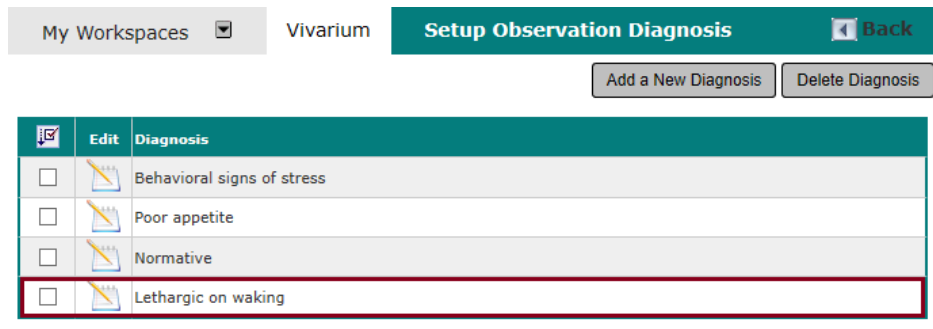 My Workspaces Vivarium Setup Observation Diagnosis Back
Add a New Diagnosis Delete Diagnosis
Edit Diagnosis
Behavioral signs of stress
Poor appetite
Normative
Lethargic on waking